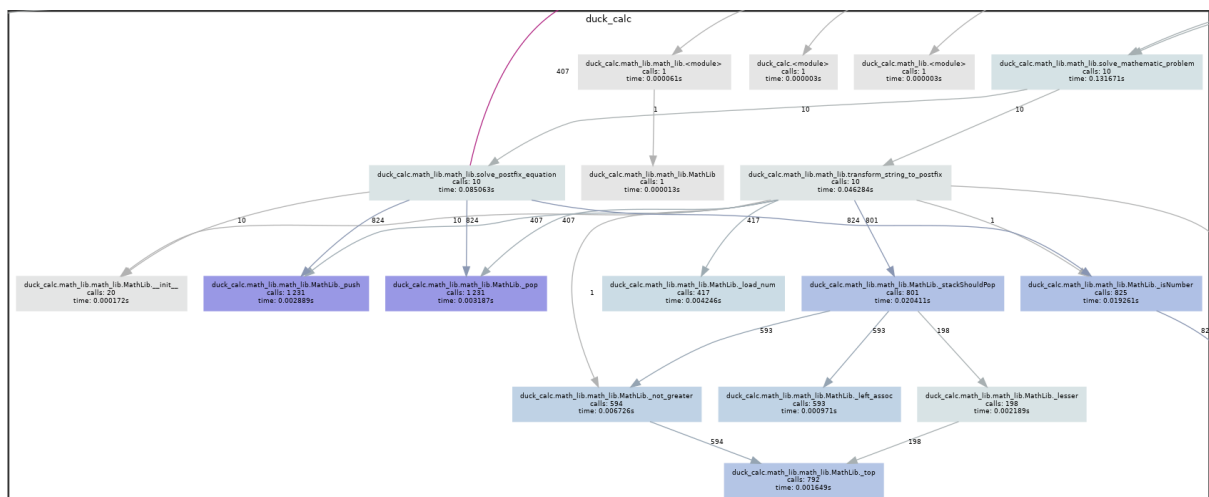 duck_calc
duck_calc.math_lib.math_lib.<module>
calls: 1
time: 0.000061s
duck_calc.<module>
calls: 1
time: 0.000003s
duck_calc.math_lib.<module>
calls: 1
time: 0.000003s
duck_calc.math_lib.math_lib.solve_mathematic_problem
calls: 10
time: 0.131671s
407
1
10
10
duck_calc.math_lib.math_lib.solve_postfix_equation
calls: 10
time: 0.085063s
duck_calc.math_lib.math_lib.MathLib
calls: 1
time: 0.000013s
duck_calc.math_lib.math_lib.transform_string_to_postfix
calls: 10
time: 0.046284s
10
824
10
824
407
407
417
824
801
1
duck_calc.math_lib.math_lib.MathLib.__init__
calls: 20
time: 0.000172s
duck_calc.math_lib.math_lib.MathLib._push
calls: 1231
time: 0.002889s
duck_calc.math_lib.math_lib.MathLib._pop
calls: 1231
time: 0.003187s
1
duck_calc.math_lib.math_lib.MathLib._load_num
calls: 417
time: 0.004246s
duck_calc.math_lib.math_lib.MathLib._stackShouldPop
calls: 801
time: 0.020411s
duck_calc.math_lib.math_lib.MathLib._isNumber
calls: 825
time: 0.019261s
593
593
198
duck_calc.math_lib.math_lib.MathLib._not_greater
calls: 594
time: 0.006726s
duck_calc.math_lib.math_lib.MathLib._left_assoc
calls: 593
time: 0.000971s
duck_calc.math_lib.math_lib.MathLib._lesser
calls: 198
time: 0.002189s
594
198
duck_calc.math_lib.math_lib.MathLib._top
calls: 792
time: 0.001649s